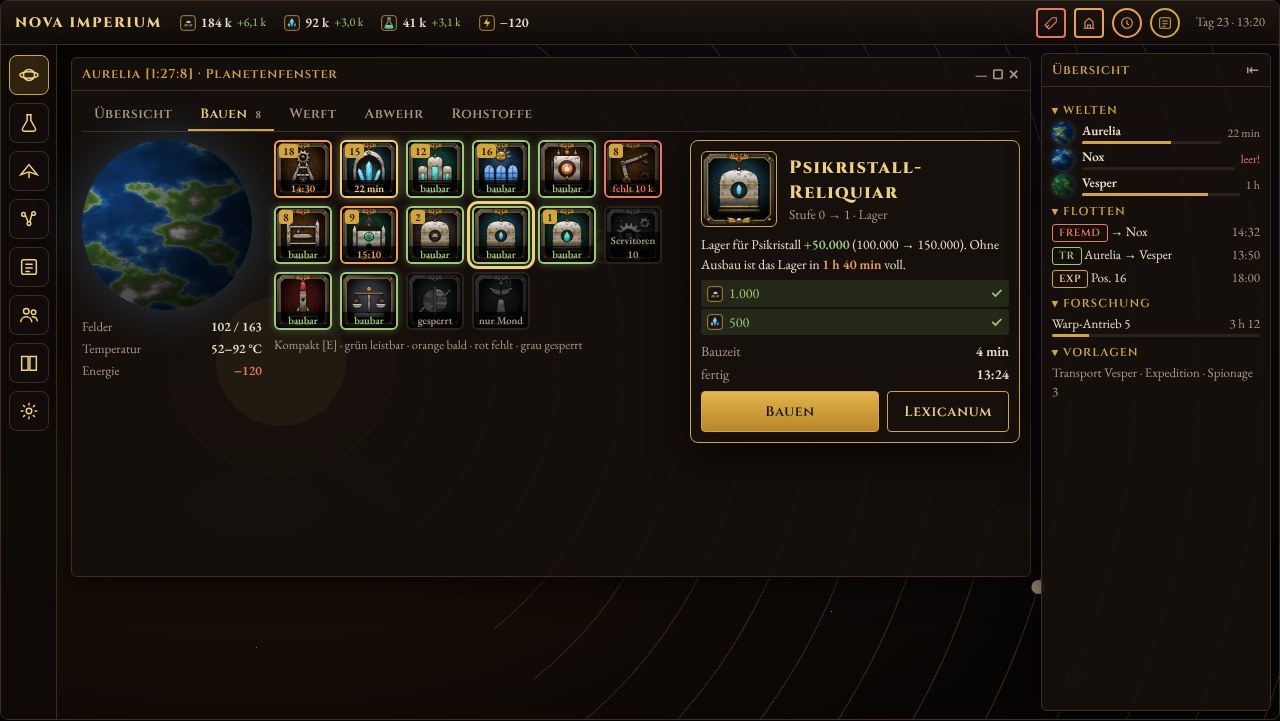 NOVA IMPERIUM 184 k +6,1 k 92 k +3,0 k 41 k +3,1 k −120 Tag 23 · 13:20
Aurelia [1:27:8] · Planetenfenster
Übersicht Bauen 8 Werft Abwehr Rohstoffe
18 14:30
15 22 min
12 baubar
16 baubar
baubar
8 fehlt 10 k
8 baubar
9 15:10
2 baubar
baubar
1 baubar
Servitoren 10
baubar
baubar
gesperrt
nur Mond
Kompakt [E] · grün leistbar · orange bald · rot fehlt · grau gesperrt
Felder 102 / 163
Temperatur 52–92 °C
Energie −120
Psikristall-
Reliquiar
Stufe 0 → 1 · Lager
Lager für Psikristall +50.000 (100.000 → 150.000). Ohne
Ausbau ist das Lager in 1 h 40 min voll.
1.000
500
Bauzeit 4 min
fertig 13:24
Bauen Lexicanum
Übersicht
Welten
Aurelia 22 min
Nox leer!
Vesper 1 h
Flotten
FREMD → Nox 14:32
TR Aurelia → Vesper 13:50
EXP Pos. 16 18:00
Forschung
Warp-Antrieb 5 3 h 12
Vorlagen
Transport Vesper · Expedition · Spionage
3